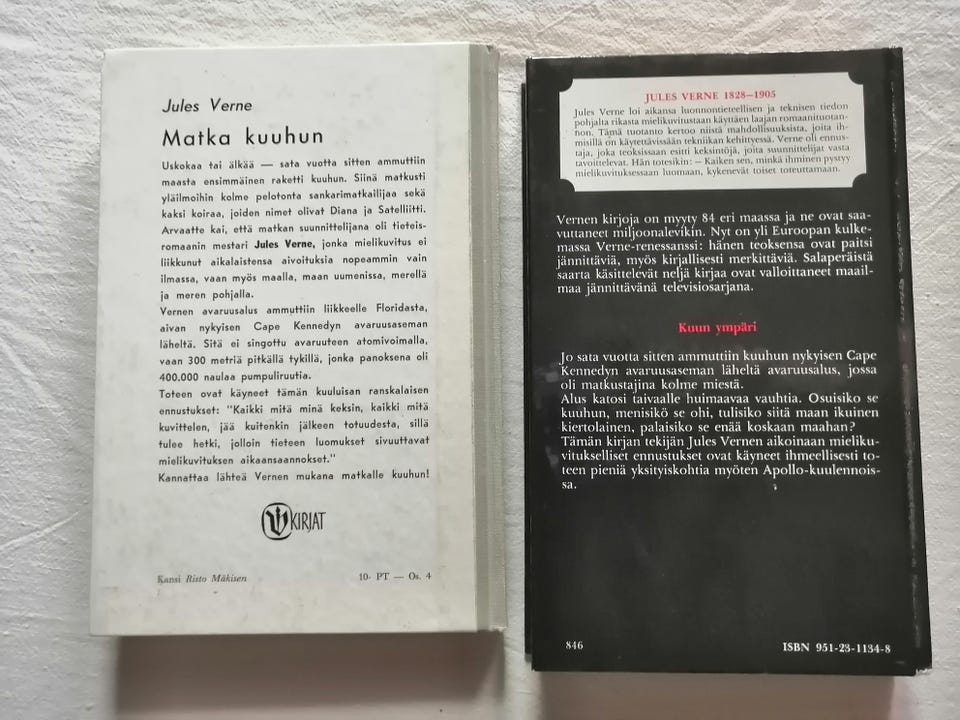 Jules Verne
Matka kuuhun
Uskokaa tai älkää — sata vuotta sitten ammuttiin
maasta ensimmäinen raketti kuuhun. Siinä matkusti
yläilmoihin kolme pelotonta sankarimatkailijaa sekä
kaksi koiraa, joiden nimet olivat Diana ja Satelliitti.
Arvaatte kai, että matkan suunnittelijana oli tieteis-
romaanin mestari Jules Verne, jonka mielikuvitus ei
liikkunut aikalaistensa aivoituksia nopeammin vain
ilmassa, vaan myös maalla, maan uumenissa, merellä
ja meren pohjalla.
Vernen avaruusalus ammuttiin liikkeelle Floridasta,
aivan nykyisen Cape Kennedyn avaruusaseman
läheltä. Sitä ei singottu avaruuteen atomivoimalla,
vaan 300 metriä pitkällä tykillä, jonka panoksena oli
400.000 naulaa pumpuliruutia.
Toteen ovat käyneet tämän kuuluisan ranskalaisen
ennustukset: "Kaikki mitä minä keksin, kaikki mitä
kuvittelen, jää kuitenkin jälkeen totuudesta, sillä
tulee hetki, jolloin tieteen luomukset sivuuttavat
mielikuvituksen aikaansaannokset."
Kannattaa lähteä Vernen mukana matkalle kuuhun!
KIRJAT
Kansi Risto Mäkisen 10· PT — Os. 4
JULES VERNE 1828—1905
Jules Verne loi aikansa luonnontieteellisen ja teknisen tiedon
pohjalta rikasta mielikuvitustaan käyttäen laajan romaanituotan-
non. Tämä tuotanto kertoo niistä mahdollisuuksista, joita ih-
misillä on käytettävissään tekniikan kehittyessä. Verne oli ennus-
taja, joka teoksissaan esitti keksintöjä, joita suunnittelijat vasta
tavoittelevat. Hän totesikin: — Kaiken sen, minkä ihminen pystyy
mielikuvituksessaan luomaan, kykenevät toiset toteuttamaan.
Vernen kirjoja on myyty 84 eri maassa ja ne ovat saa-
vuttaneet miljoonalevikin. Nyt on yli Euroopan kulke-
massa Verne-renessanssi: hänen teoksensa ovat paitsi
jännittäviä, myös kirjallisesti merkittäviä. Salaperäistä
saarta käsittelevät neljä kirjaa ovat valloittaneet maail-
maa jännittävänä televisiosarjana.
Kuun ympäri
Jo sata vuotta sitten ammuttiin kuuhun nykyisen Cape
Kennedyn avaruusaseman läheltä avaruusalus, jossa
oli matkustajina kolme miestä.
Alus katosi taivaalle huimaavaa vauhtia. Osuisiko se
kuuhun, menisikö se ohi, tulisiko siitä maan ikuinen
kiertolainen, palaisiko se enää koskaan maahan?
Tämän kirjan tekijän Jules Vernen aikoinaan mieliku-
vitukselliset ennustukset ovat käyneet ihmeellisesti to-
teen pieniä yksityiskohtia myöten Apollo-kuulennois-
sa.
846 ISBN 951-23-1134-8